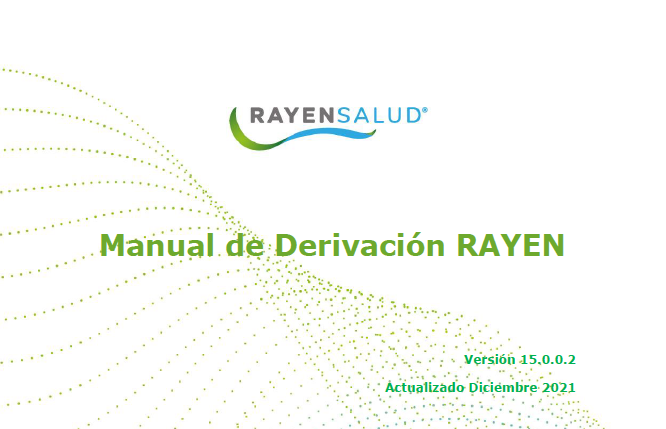 RAYENSALUD®
Manual de Derivación RAYEN
Versión 15.0.0.2
Actualizado Diciembre 2021